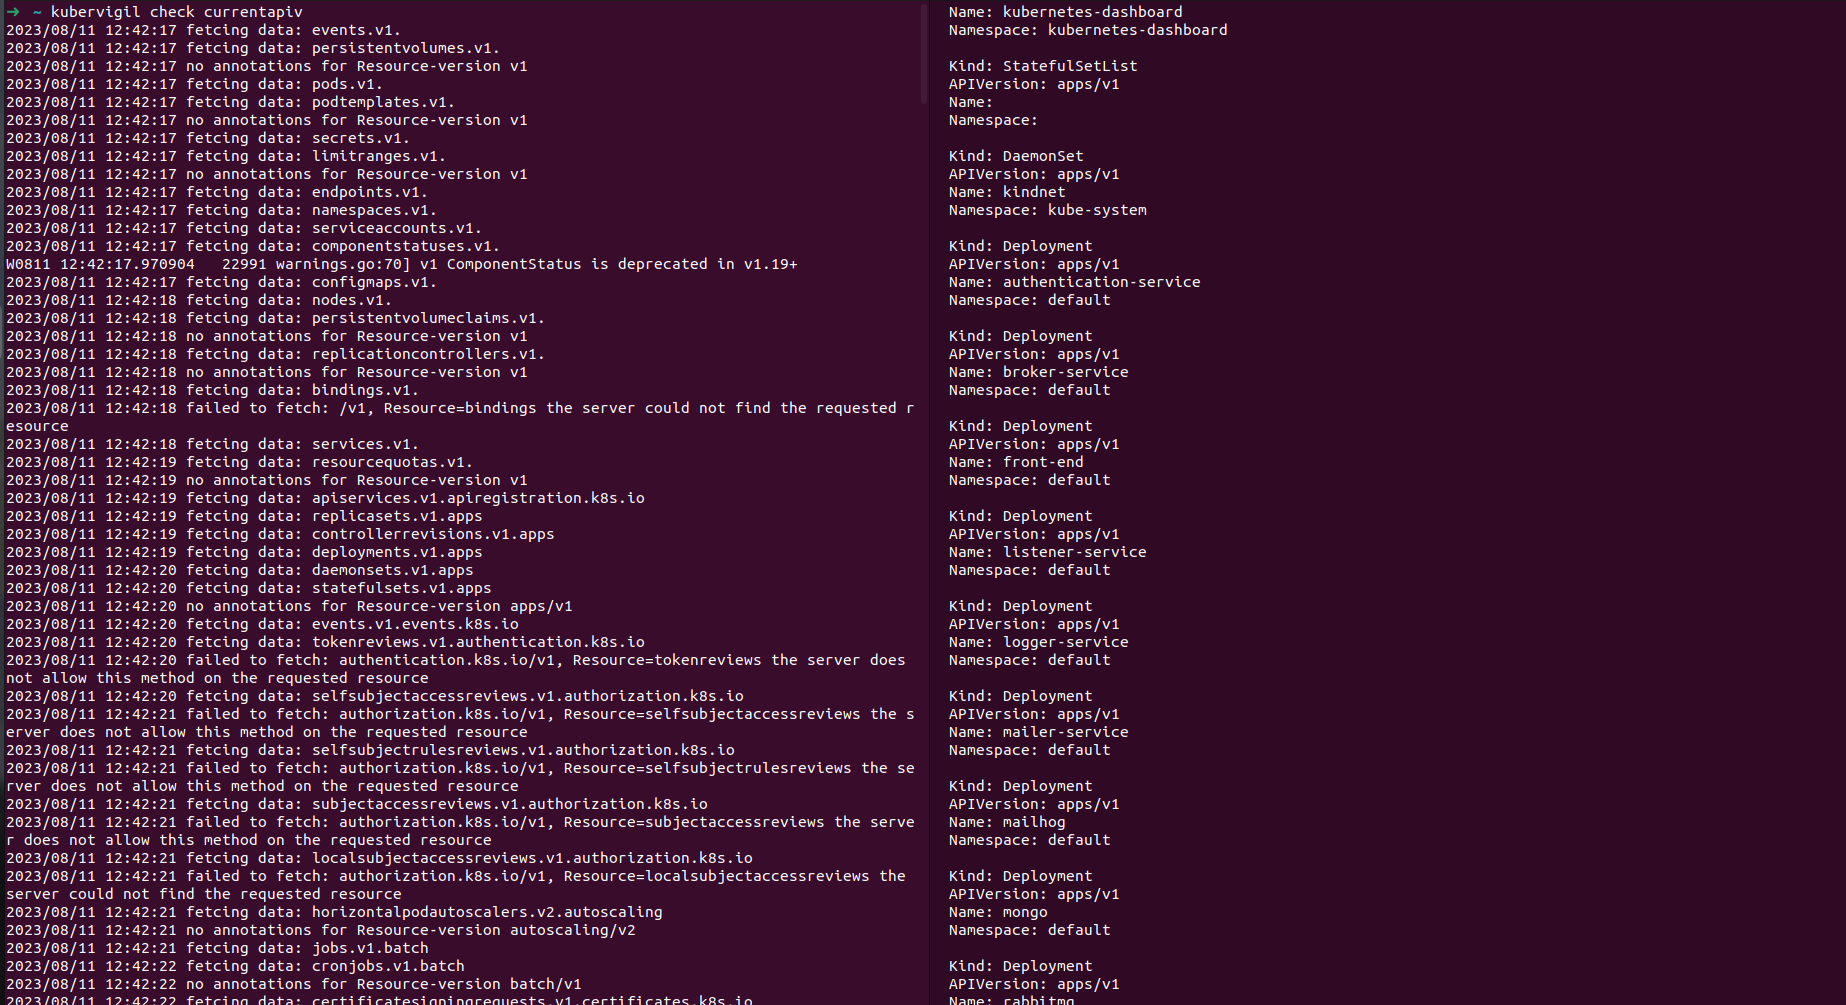 ➜ ~ kubervigil check currentapiv
2023/08/11 12:42:17 fetcing data: events.v1.
2023/08/11 12:42:17 fetcing data: persistentvolumes.v1.
2023/08/11 12:42:17 no annotations for Resource-version v1
2023/08/11 12:42:17 fetcing data: pods.v1.
2023/08/11 12:42:17 fetcing data: podtemplates.v1.
2023/08/11 12:42:17 no annotations for Resource-version v1
2023/08/11 12:42:17 fetcing data: secrets.v1.
2023/08/11 12:42:17 fetcing data: limitranges.v1.
2023/08/11 12:42:17 no annotations for Resource-version v1
2023/08/11 12:42:17 fetcing data: endpoints.v1.
2023/08/11 12:42:17 fetcing data: namespaces.v1.
2023/08/11 12:42:17 fetcing data: serviceaccounts.v1.
2023/08/11 12:42:17 fetcing data: componentstatuses.v1.
W0811 12:42:17.970904   22991 warnings.go:70] v1 ComponentStatus is deprecated in v1.19+
2023/08/11 12:42:17 fetcing data: configmaps.v1.
2023/08/11 12:42:18 fetcing data: nodes.v1.
2023/08/11 12:42:18 fetcing data: persistentvolumeclaims.v1.
2023/08/11 12:42:18 no annotations for Resource-version v1
2023/08/11 12:42:18 fetcing data: replicationcontrollers.v1.
2023/08/11 12:42:18 no annotations for Resource-version v1
2023/08/11 12:42:18 fetcing data: bindings.v1.
2023/08/11 12:42:18 failed to fetch: /v1, Resource=bindings the server could not find the requested r
esource
2023/08/11 12:42:18 fetcing data: services.v1.
2023/08/11 12:42:19 fetcing data: resourcequotas.v1.
2023/08/11 12:42:19 no annotations for Resource-version v1
2023/08/11 12:42:19 fetcing data: apiservices.v1.apiregistration.k8s.io
2023/08/11 12:42:19 fetcing data: replicasets.v1.apps
2023/08/11 12:42:19 fetcing data: controllerrevisions.v1.apps
2023/08/11 12:42:19 fetcing data: deployments.v1.apps
2023/08/11 12:42:20 fetcing data: daemonsets.v1.apps
2023/08/11 12:42:20 fetcing data: statefulsets.v1.apps
2023/08/11 12:42:20 no annotations for Resource-version apps/v1
2023/08/11 12:42:20 fetcing data: events.v1.events.k8s.io
2023/08/11 12:42:20 fetcing data: tokenreviews.v1.authentication.k8s.io
2023/08/11 12:42:20 failed to fetch: authentication.k8s.io/v1, Resource=tokenreviews the server does
not allow this method on the requested resource
2023/08/11 12:42:20 fetcing data: selfsubjectaccessreviews.v1.authorization.k8s.io
2023/08/11 12:42:21 failed to fetch: authorization.k8s.io/v1, Resource=selfsubjectaccessreviews the s
erver does not allow this method on the requested resource
2023/08/11 12:42:21 fetcing data: selfsubjectrulesreviews.v1.authorization.k8s.io
2023/08/11 12:42:21 failed to fetch: authorization.k8s.io/v1, Resource=selfsubjectrulesreviews the se
rver does not allow this method on the requested resource
2023/08/11 12:42:21 fetcing data: subjectaccessreviews.v1.authorization.k8s.io
2023/08/11 12:42:21 failed to fetch: authorization.k8s.io/v1, Resource=subjectaccessreviews the serve
r does not allow this method on the requested resource
2023/08/11 12:42:21 fetcing data: localsubjectaccessreviews.v1.authorization.k8s.io
2023/08/11 12:42:21 failed to fetch: authorization.k8s.io/v1, Resource=localsubjectaccessreviews the
server could not find the requested resource
2023/08/11 12:42:21 fetcing data: horizontalpodautoscalers.v2.autoscaling
2023/08/11 12:42:21 no annotations for Resource-version autoscaling/v2
2023/08/11 12:42:21 fetcing data: jobs.v1.batch
2023/08/11 12:42:22 fetcing data: cronjobs.v1.batch
2023/08/11 12:42:22 no annotations for Resource-version batch/v1
2023/08/11 12:42:22 fetcing data: certificatesigningrequests.v1.certificates.k8s.io
Name: kubernetes-dashboard
Namespace: kubernetes-dashboard
Kind: StatefulSetList
APIVersion: apps/v1
Name:
Namespace:
Kind: DaemonSet
APIVersion: apps/v1
Name: kindnet
Namespace: kube-system
Kind: Deployment
APIVersion: apps/v1
Name: authentication-service
Namespace: default
Kind: Deployment
APIVersion: apps/v1
Name: broker-service
Namespace: default
Kind: Deployment
APIVersion: apps/v1
Name: front-end
Namespace: default
Kind: Deployment
APIVersion: apps/v1
Name: listener-service
Namespace: default
Kind: Deployment
APIVersion: apps/v1
Name: logger-service
Namespace: default
Kind: Deployment
APIVersion: apps/v1
Name: mailer-service
Namespace: default
Kind: Deployment
APIVersion: apps/v1
Name: mailhog
Namespace: default
Kind: Deployment
APIVersion: apps/v1
Name: mongo
Namespace: default
Kind: Deployment
APIVersion: apps/v1
Name: rabbitmq